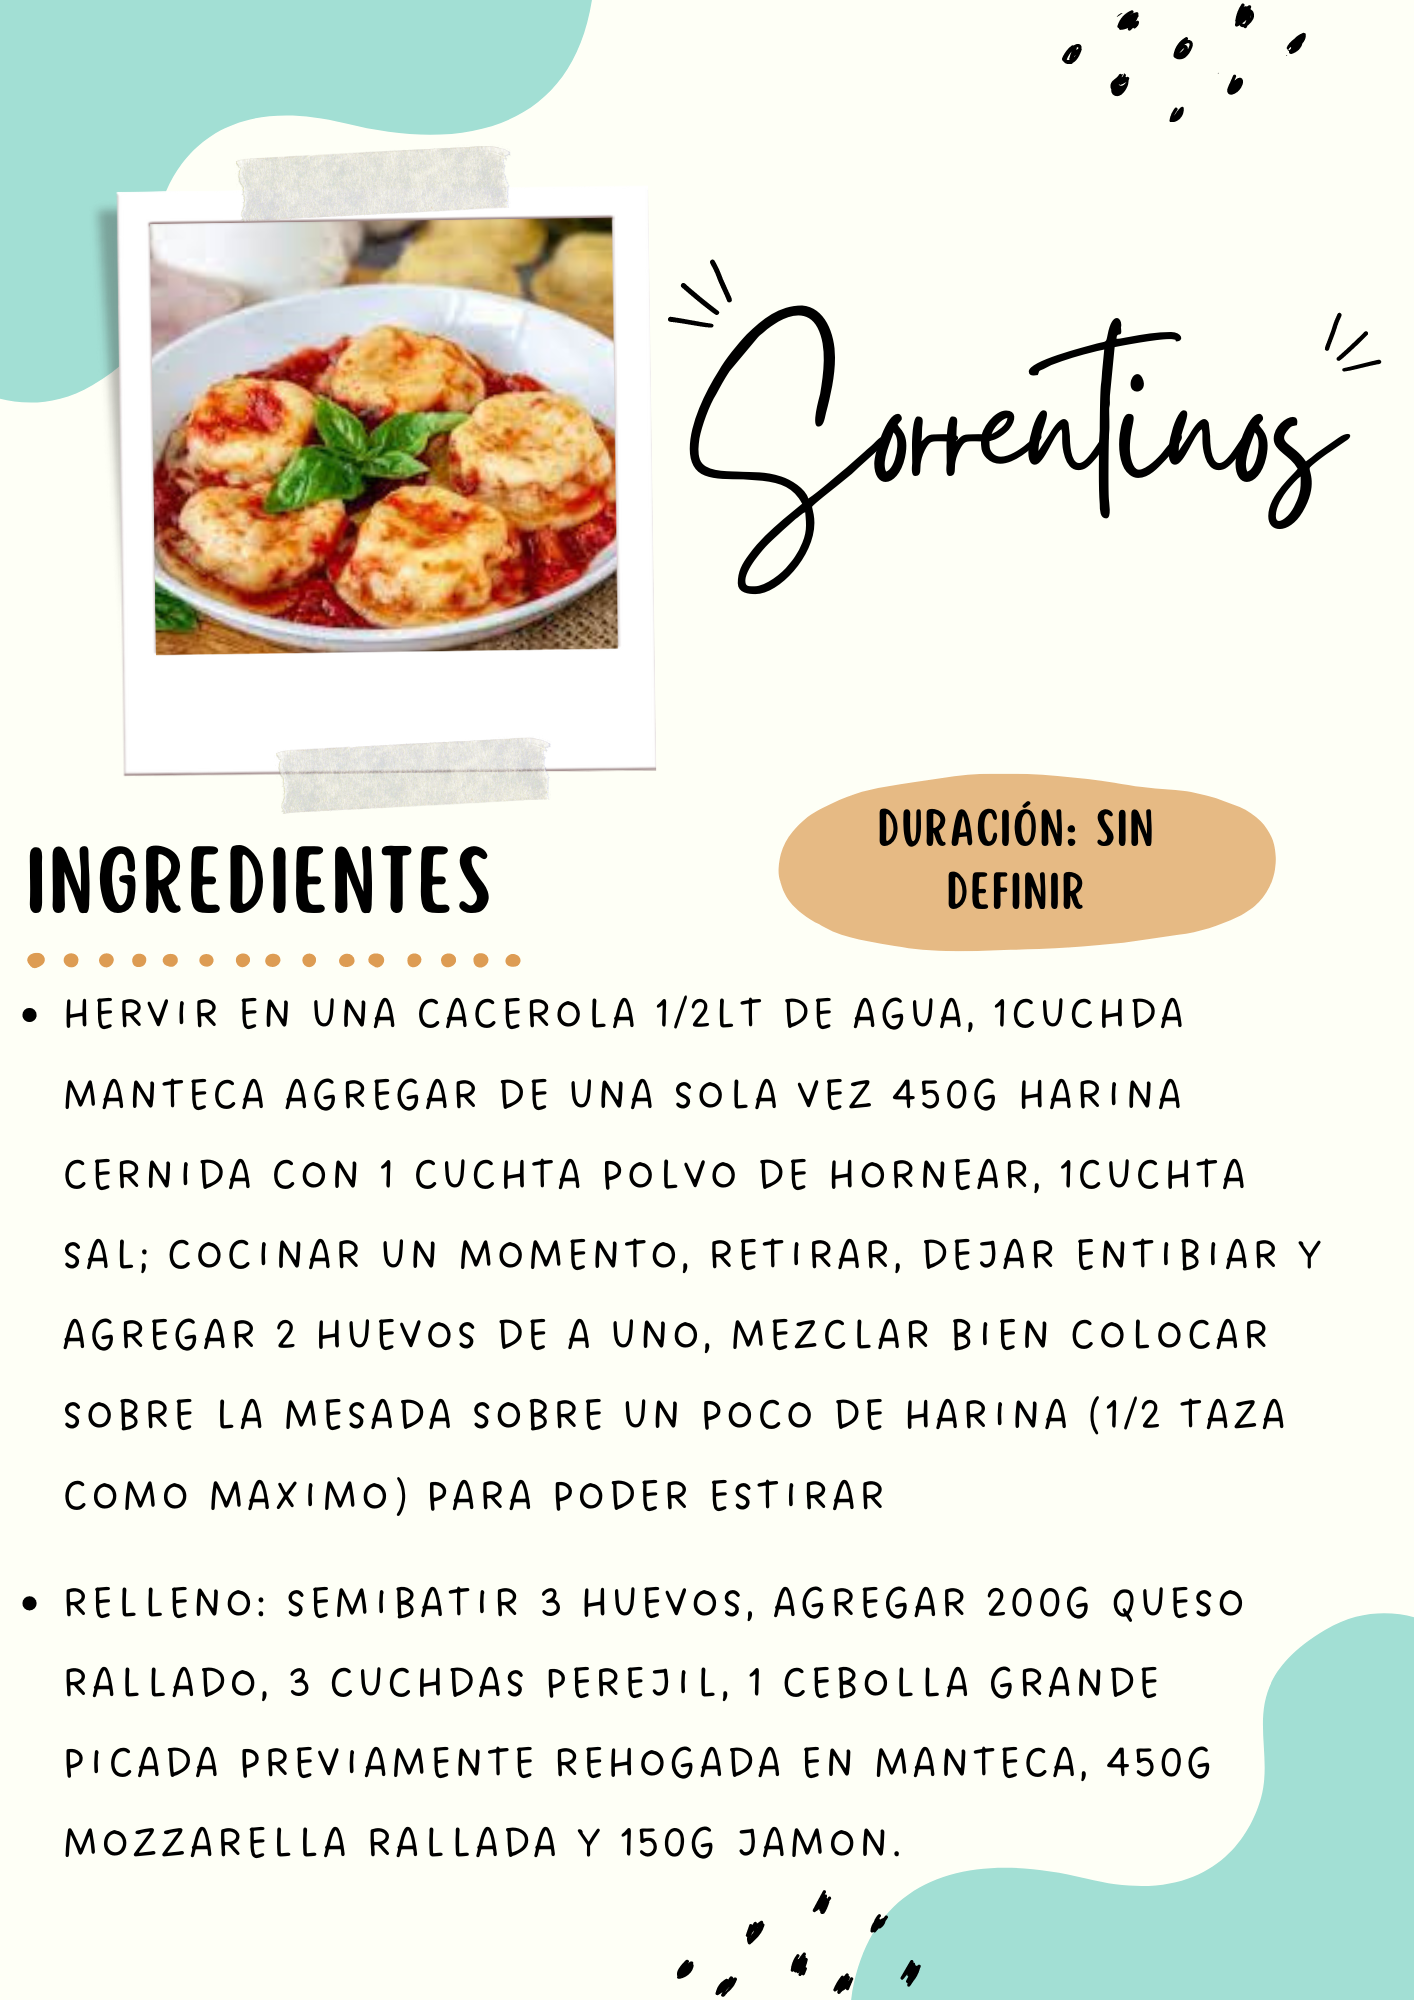 Sorrentinos
DURACIÓN: SIN
DEFINIR
INGREDIENTES
• HERVIR EN UNA CACEROLA 1/2LT DE AGUA, 1CUCHDA
MANTECA AGREGAR DE UNA SOLA VEZ 450G HARINA
CERNIDA CON 1 CUCHTA POLVO DE HORNEAR, 1CUCHTA
SAL; COCINAR UN MOMENTO, RETIRAR, DEJAR ENTIBIAR Y
AGREGAR 2 HUEVOS DE A UNO, MEZCLAR BIEN COLOCAR
SOBRE LA MESADA SOBRE UN POCO DE HARINA (1/2 TAZA
COMO MAXIMO) PARA PODER ESTIRAR
• RELLENO: SEMIBATIR 3 HUEVOS, AGREGAR 200G QUESO
RALLADO, 3 CUCHDAS PEREJIL, 1 CEBOLLA GRANDE
PICADA PREVIAMENTE REHOGADA EN MANTECA, 450G
MOZZARELLA RALLADA Y 150G JAMON.